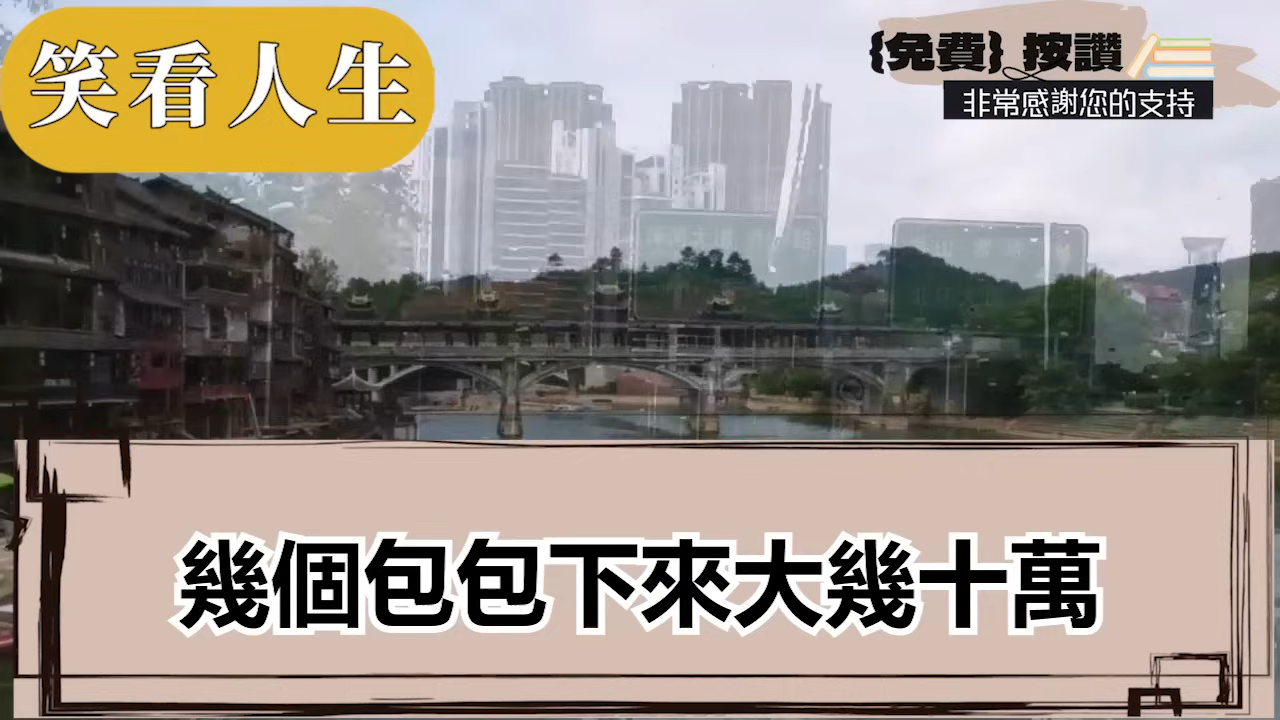 笑看人生
{免費} 按讚
非常感謝您的支持
幾個包包下來大幾十萬